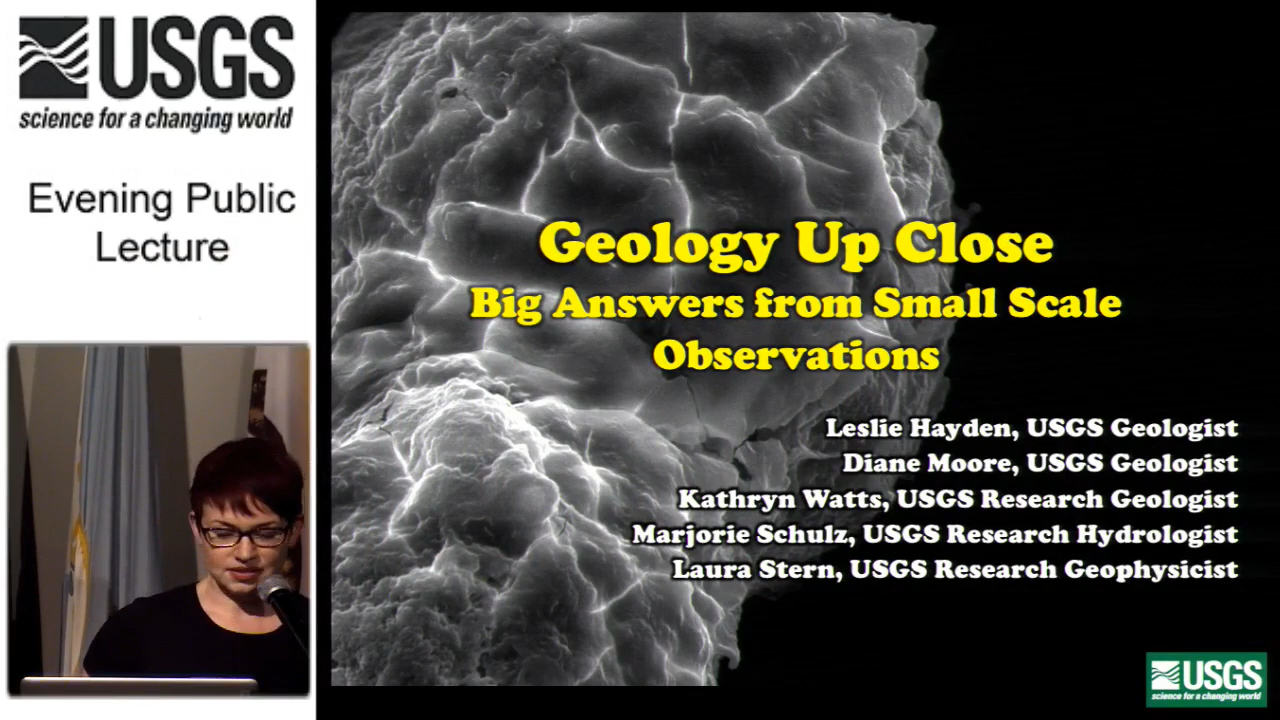 USGS
science for a changing world
Evening Public
Lecture
Geology Up Close
Big Answers from Small Scale
Observations
Leslie Hayden, USGS Geologist
Diane Moore, USGS Geologist
Kathryn Watts, USGS Research Geologist
Marjorie Schulz, USGS Research Hydrologist
Laura Stern, USGS Research Geophysicist
USGS
science for a changing world